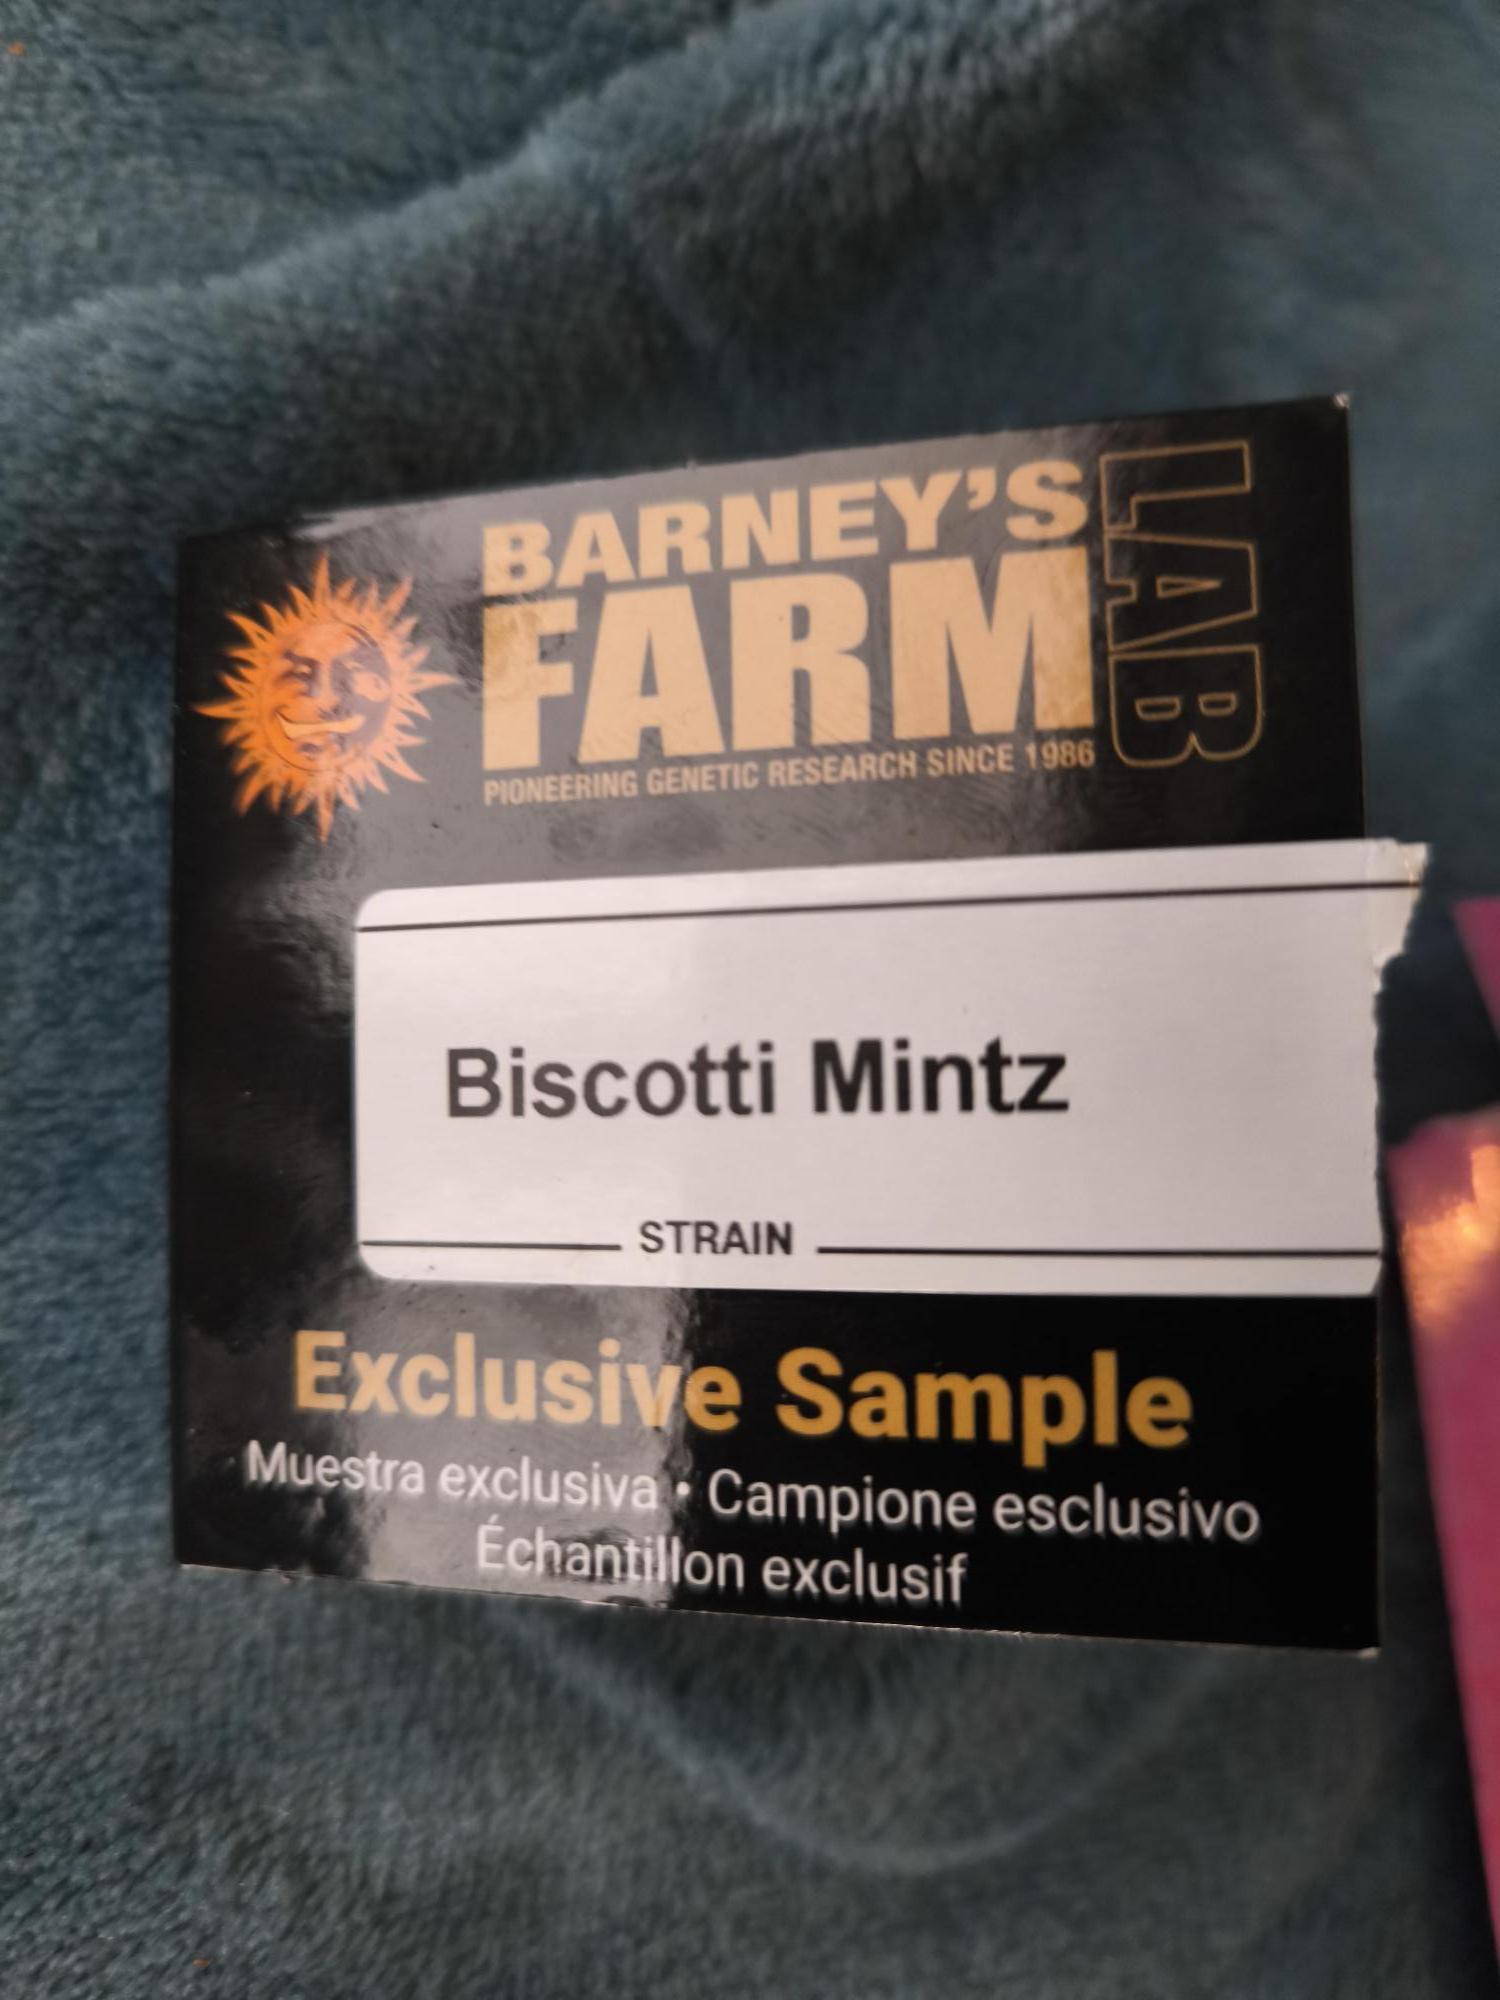 BARNEY'S
FARM
LAB
PIONEERING GENETIC RESEARCH SINCE 1986
Biscotti Mintz
STRAIN
Exclusive Sample
Muestra exclusiva • Campione esclusivo
Échantillon exclusif